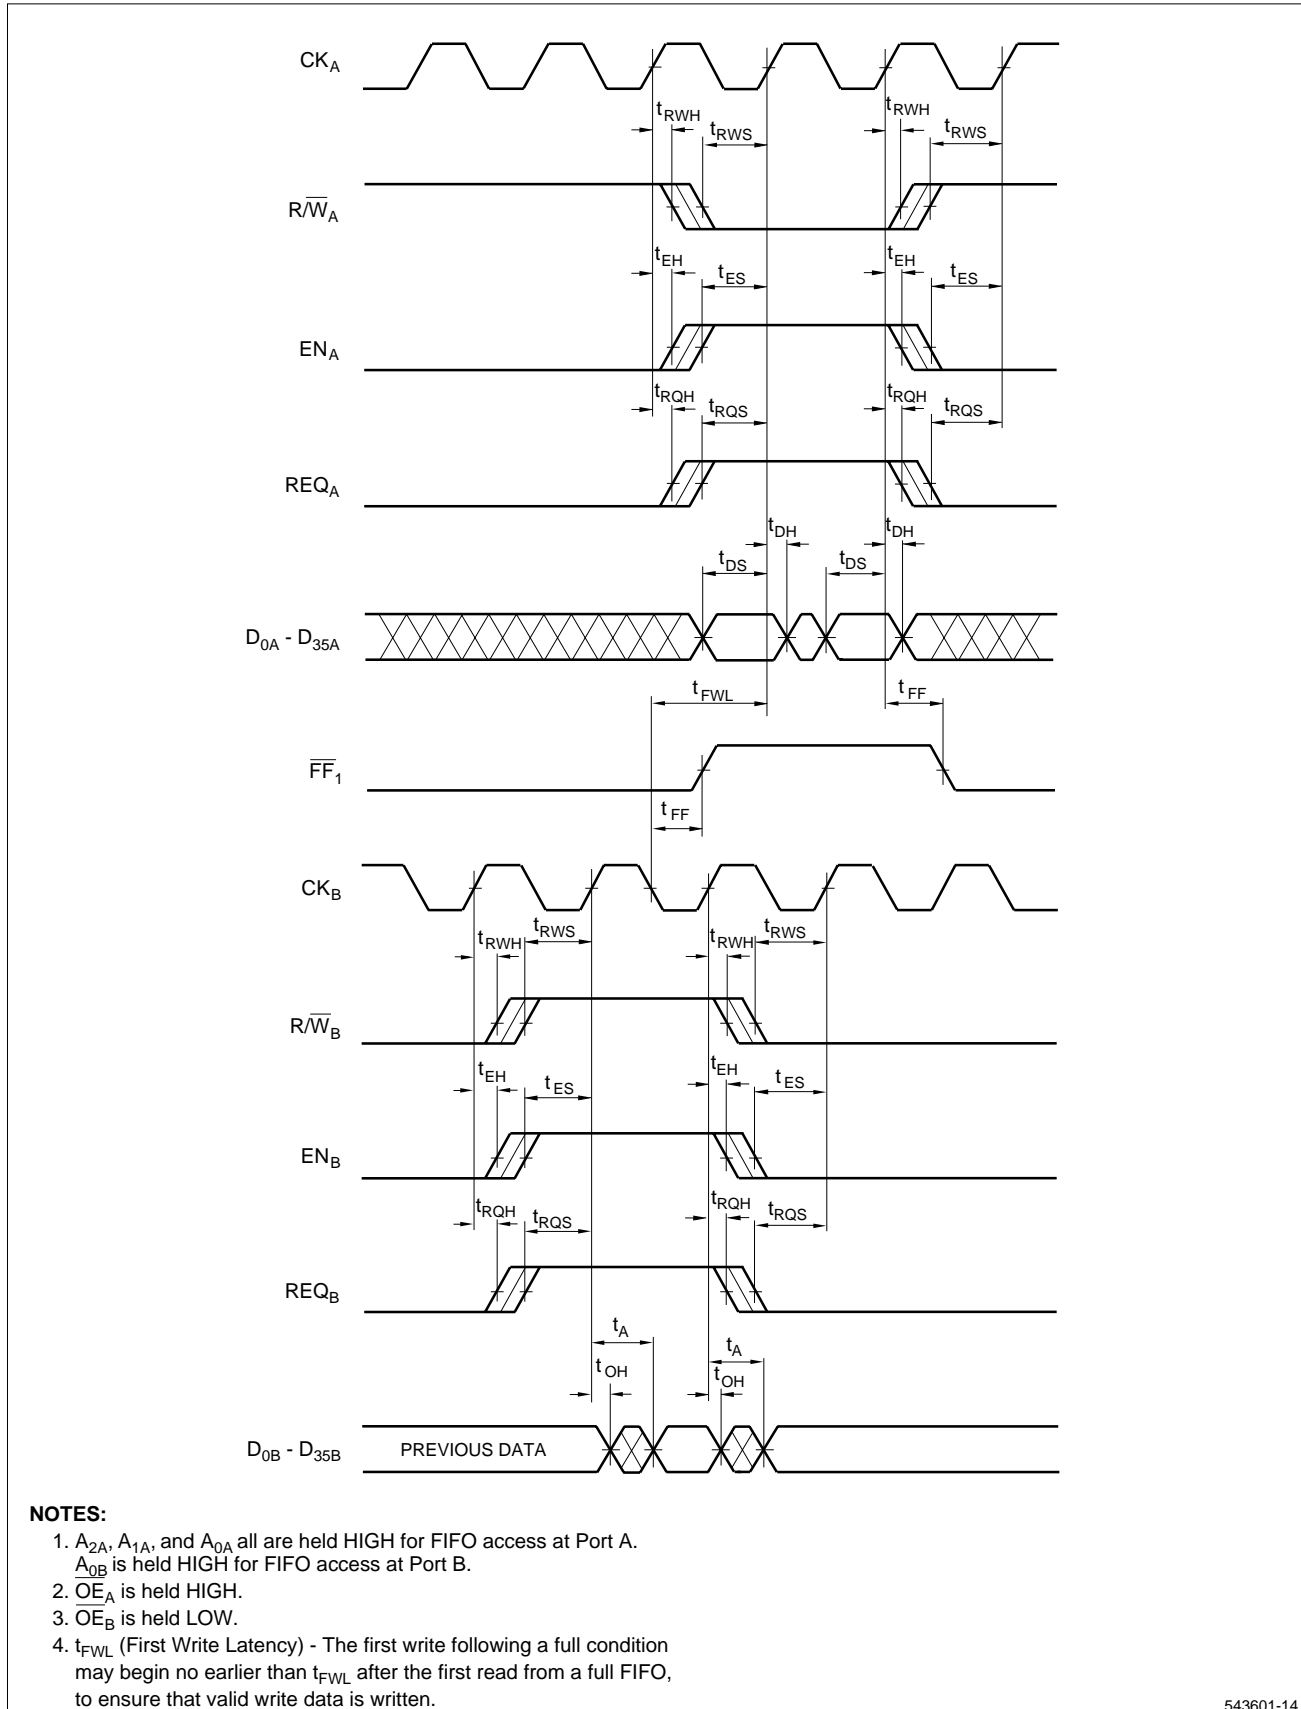 CKA
tRWH
tRWS
tRWH
tRWS
R/W̅A
tEH
tES
tEH
tES
ENA
tRQH
tRQS
tRQH
tRQS
REQA
tDH
tDS
tDH
tDS
D0A - D35A
tFWL
tFF
F̅F̅1
tFF
CKB
tRWH
tRWS
tRWH
tRWS
R/W̅B
tEH
tES
tEH
tES
ENB
tRQH
tRQS
tRQH
tRQS
REQB
tA
tOH
tA
tOH
D0B - D35B
PREVIOUS DATA
NOTES:
1. A2A, A1A, and A0A all are held HIGH for FIFO access at Port A.
A0B is held HIGH for FIFO access at Port B.
2. O̅E̅A is held HIGH.
3. O̅E̅B is held LOW.
4. tFWL (First Write Latency) - The first write following a full condition
may begin no earlier than tFWL after the first read from a full FIFO,
to ensure that valid write data is written.
543601-14